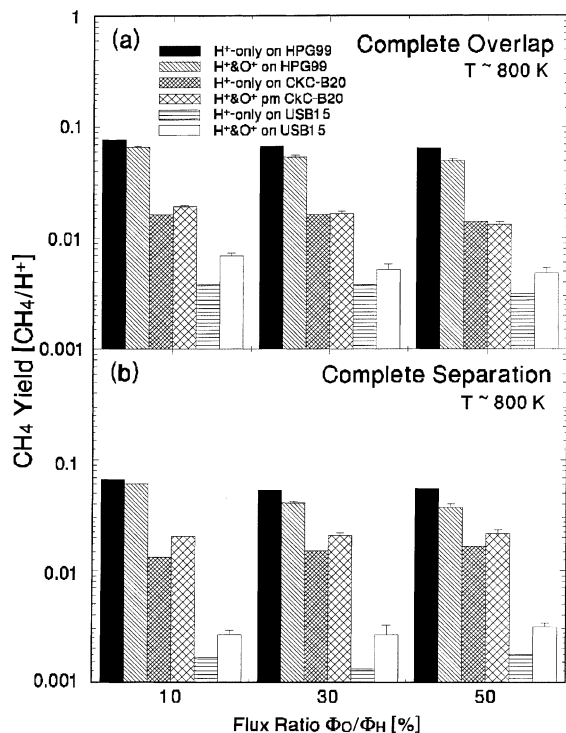 1
(a)
H⁺-only on HPG99
H⁺&O⁺ on HPG99
H⁺-only on CKC-B20
H⁺&O⁺ pm CkC-B20
H⁺-only on USB15
H⁺&O⁺ on USB15
Complete Overlap
T ~ 800 K
0.1
0.01
0.001
(b)
Complete Separation
T ~ 800 K
0.1
0.01
0.001
CH₄ Yield [CH₄/H⁺]
10
30
50
Flux Ratio Φ_O/Φ_H [%]